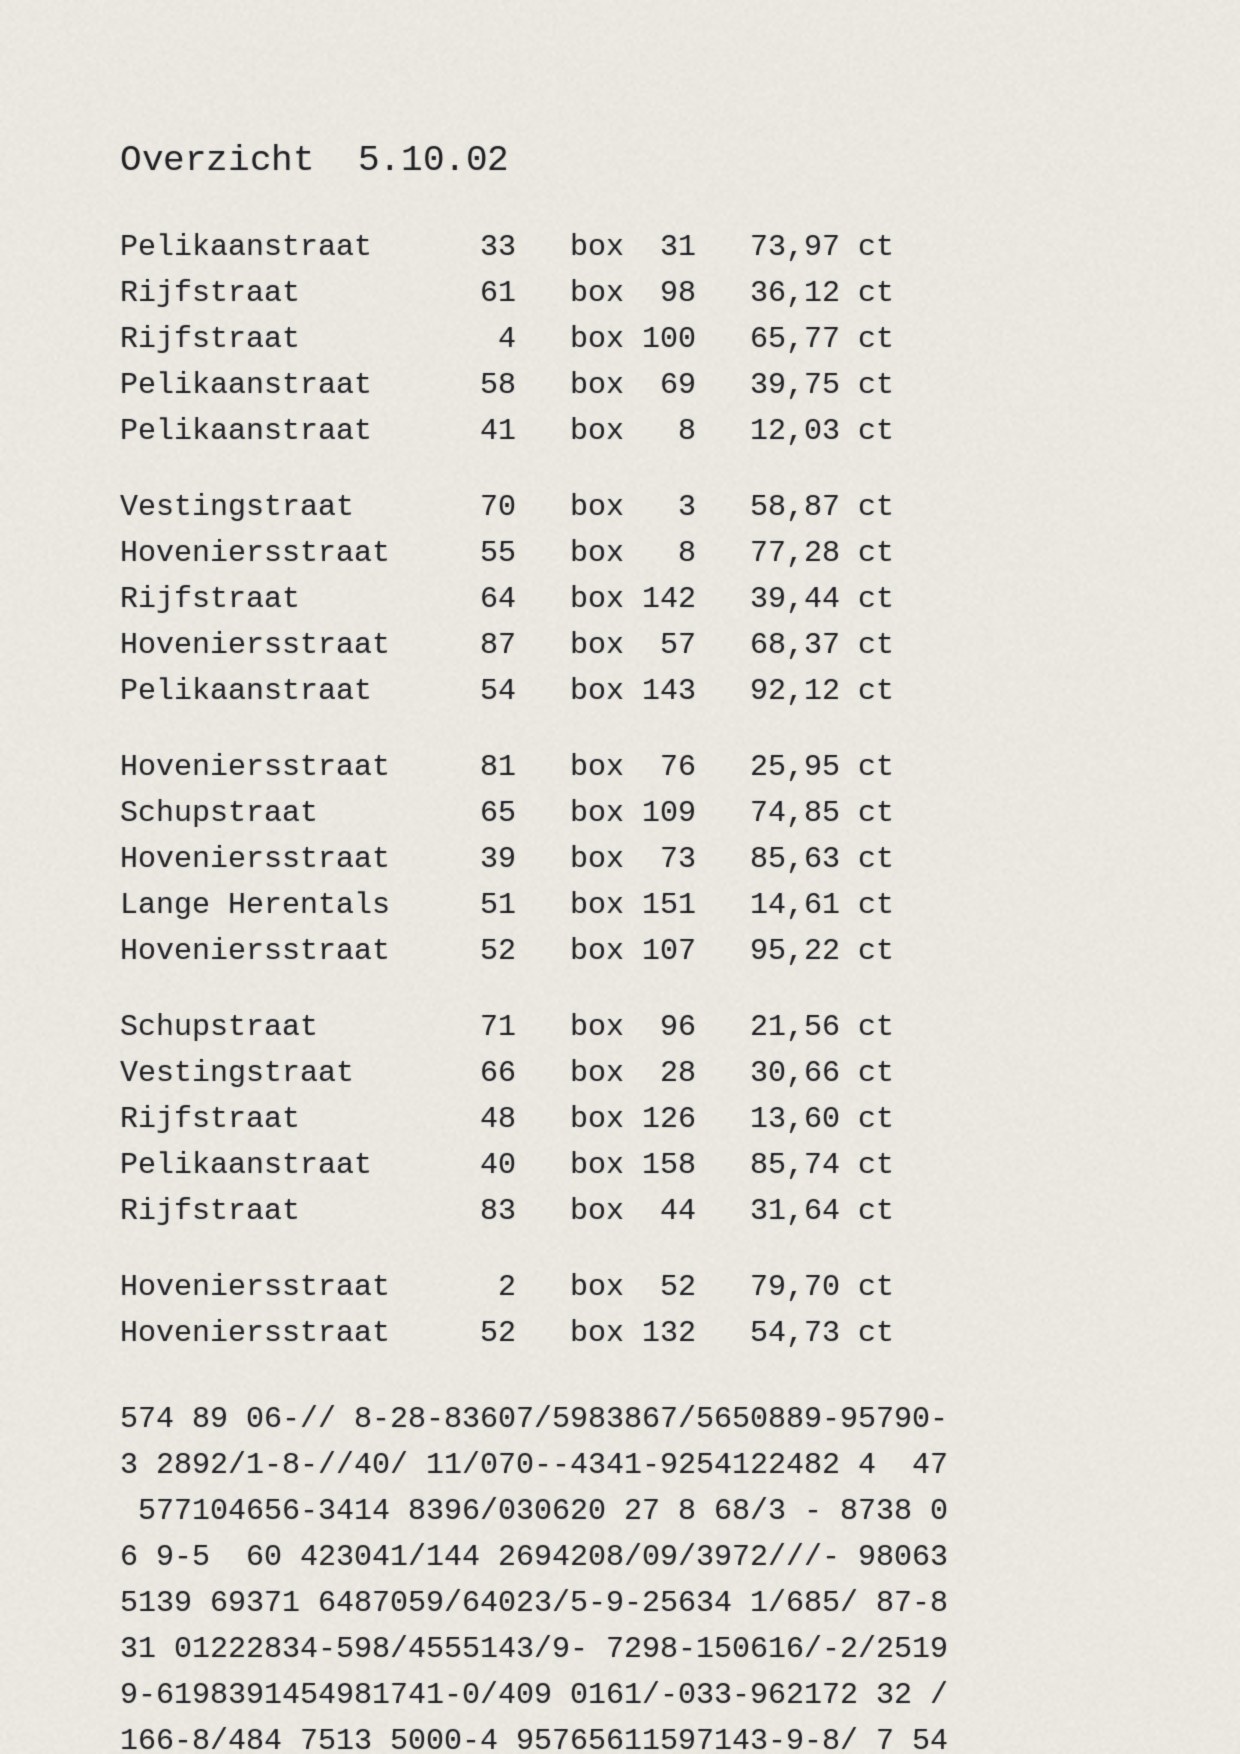 Overzicht  5.10.02
Pelikaanstraat      33   box  31   73,97 ct
Rijfstraat          61   box  98   36,12 ct
Rijfstraat           4   box 100   65,77 ct
Pelikaanstraat      58   box  69   39,75 ct
Pelikaanstraat      41   box   8   12,03 ct
Vestingstraat       70   box   3   58,87 ct
Hoveniersstraat     55   box   8   77,28 ct
Rijfstraat          64   box 142   39,44 ct
Hoveniersstraat     87   box  57   68,37 ct
Pelikaanstraat      54   box 143   92,12 ct
Hoveniersstraat     81   box  76   25,95 ct
Schupstraat         65   box 109   74,85 ct
Hoveniersstraat     39   box  73   85,63 ct
Lange Herentals     51   box 151   14,61 ct
Hoveniersstraat     52   box 107   95,22 ct
Schupstraat         71   box  96   21,56 ct
Vestingstraat       66   box  28   30,66 ct
Rijfstraat          48   box 126   13,60 ct
Pelikaanstraat      40   box 158   85,74 ct
Rijfstraat          83   box  44   31,64 ct
Hoveniersstraat      2   box  52   79,70 ct
Hoveniersstraat     52   box 132   54,73 ct
574 89 06-// 8-28-83607/5983867/5650889-95790-
3 2892/1-8-//40/ 11/070--4341-9254122482 4  47
 577104656-3414 8396/030620 27 8 68/3 - 8738 0
6 9-5  60 423041/144 2694208/09/3972///- 98063
5139 69371 6487059/64023/5-9-25634 1/685/ 87-8
31 01222834-598/4555143/9- 7298-150616/-2/2519
9-6198391454981741-0/409 0161/-033-962172 32 /
166-8/484 7513 5000-4 95765611597143-9-8/ 7 54